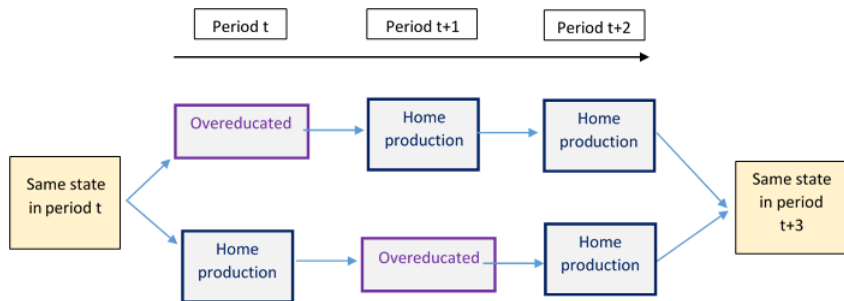 Period t
Period t+1
Period t+2
Overeducated
Home
production
Home
production
Same state
in period t
Same state
in period
t+3
Home
production
Overeducated
Home
production